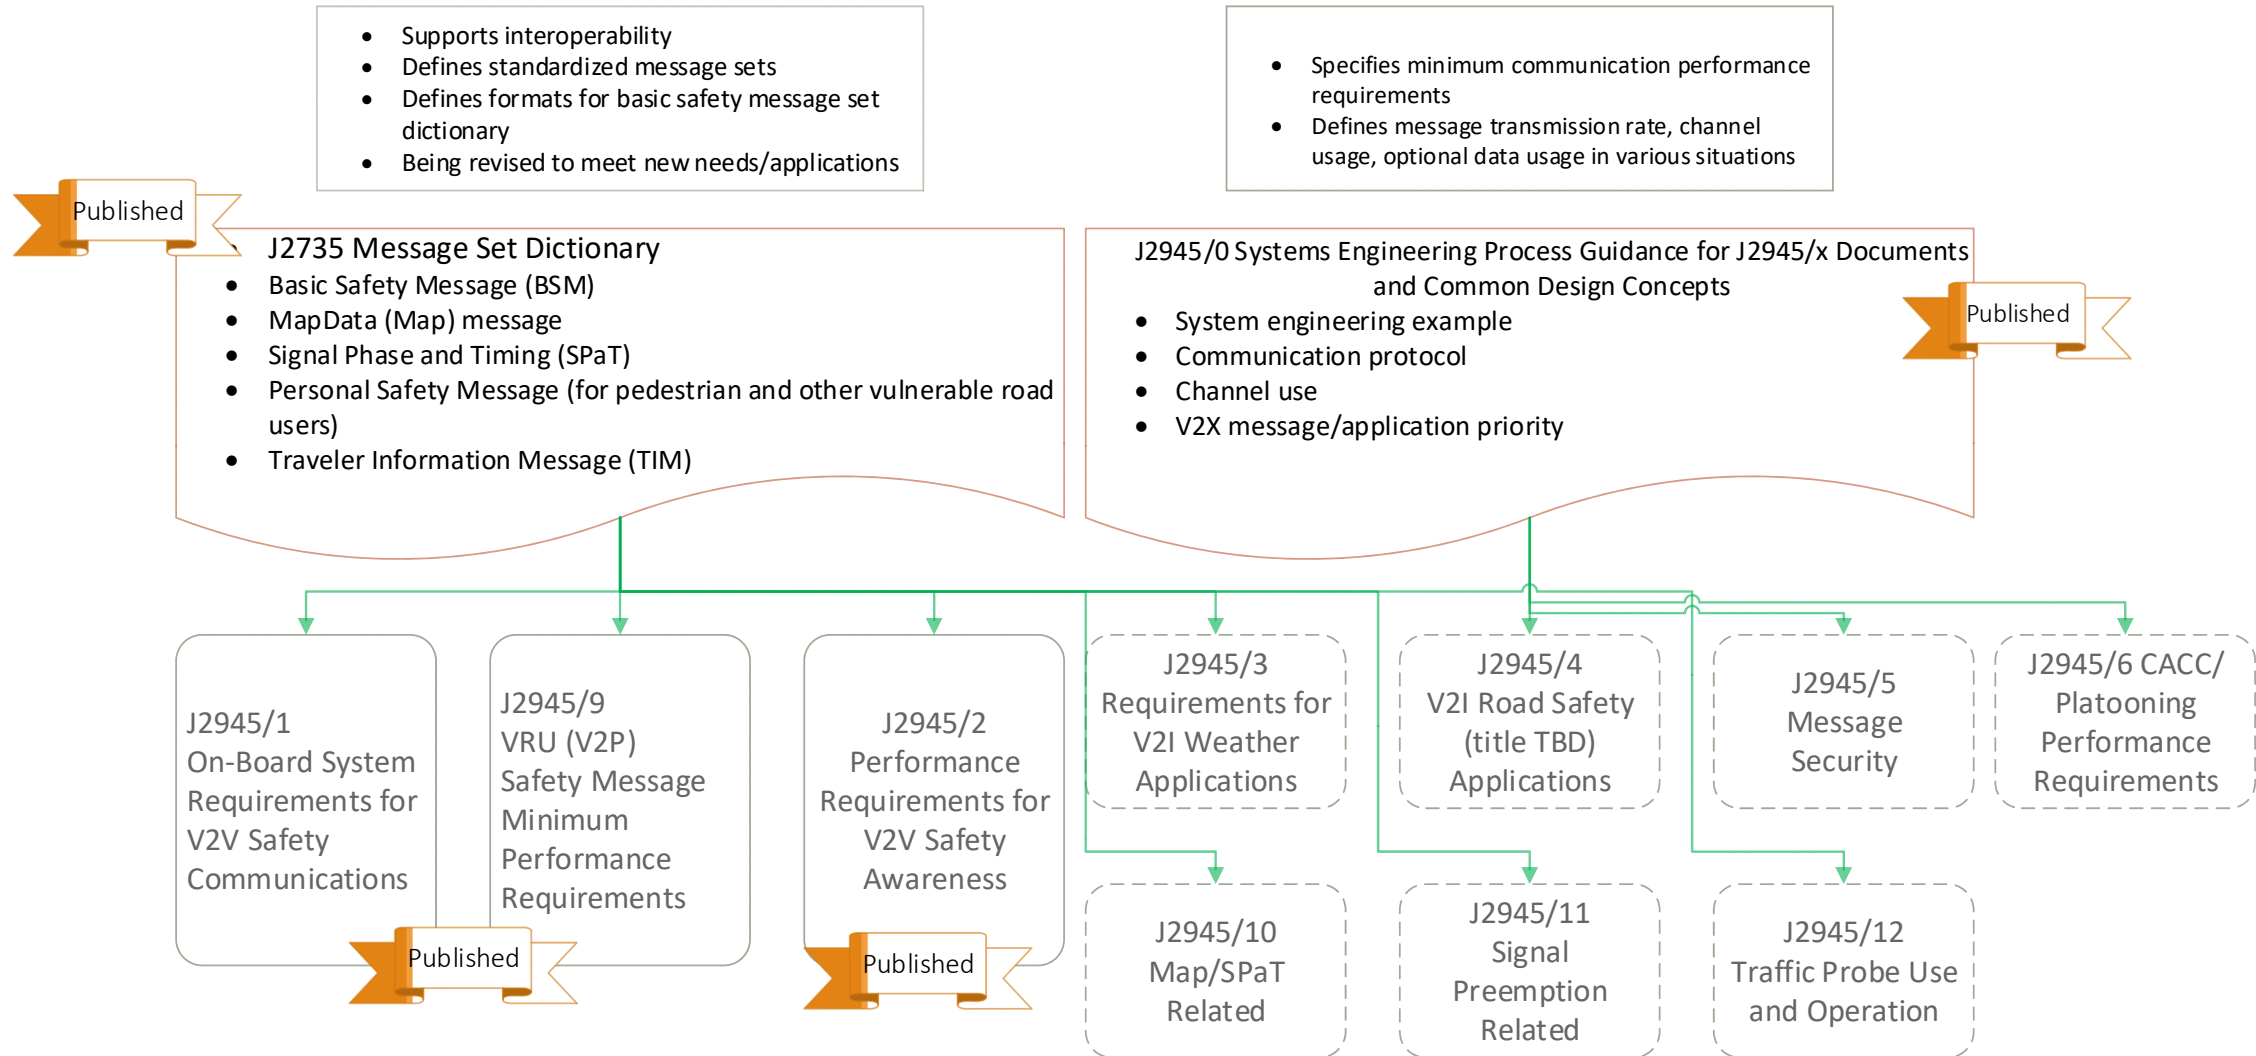 • Supports interoperability
• Defines standardized message sets
• Defines formats for basic safety message set
dictionary
• Being revised to meet new needs/applications
• Specifies minimum communication performance
requirements
• Defines message transmission rate, channel
usage, optional data usage in various situations
Published
• J2735 Message Set Dictionary
• Basic Safety Message (BSM)
• MapData (Map) message
• Signal Phase and Timing (SPaT)
• Personal Safety Message (for pedestrian and other vulnerable road
users)
• Traveler Information Message (TIM)
J2945/0 Systems Engineering Process Guidance for J2945/x Documents
and Common Design Concepts
• System engineering example
• Communication protocol
• Channel use
• V2X message/application priority
Published
J2945/1
On-Board System
Requirements for
V2V Safety
Communications
J2945/9
VRU (V2P)
Safety Message
Minimum
Performance
Requirements
Published
J2945/2
Performance
Requirements for
V2V Safety
Awareness
Published
J2945/3
Requirements for
V2I Weather
Applications
J2945/4
V2I Road Safety
(title TBD)
Applications
J2945/5
Message
Security
J2945/6 CACC/
Platooning
Performance
Requirements
J2945/10
Map/SPaT
Related
J2945/11
Signal
Preemption
Related
J2945/12
Traffic Probe Use
and Operation